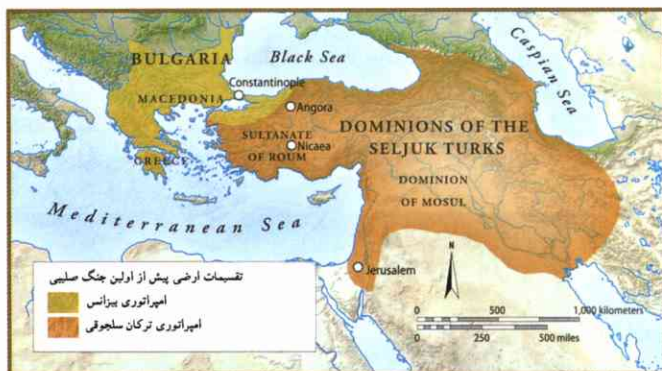 BULGARIA
Black Sea
Caspian Sea
Constantinople
MACEDONIA
Angora
SULTANATE
OF ROUM
Nicaea
GREECE
DOMINIONS OF THE
SELJUK TURKS
DOMINION
OF MOSUL
Mediterranean Sea
Jerusalem
N
تقسیمات ارضی پیش از اولین جنگ صلیبی
امپراتوری بیزانس
امپراتوری ترکان سلجوقی
0 500 1,000 kilometers
0 250 500 miles